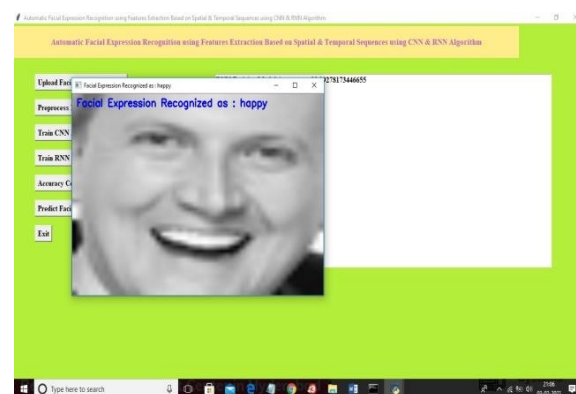 Automatic Facial Expression Recognition using Features Extraction Based on Spatial & Temporal Sequences using CNN & RNN Algorithm
Automatic Facial Expression Recognition using Features Extraction Based on Spatial & Temporal Sequences using CNN & RNN Algorithm
Upload Faci
278173446655
Facial Expression Recognized as : happy
Facial Expression Recognized as : happy
Preprocess
Train CNN
Train RNN
Accuracy C
Predict Faci
Exit
Type here to search
21:06